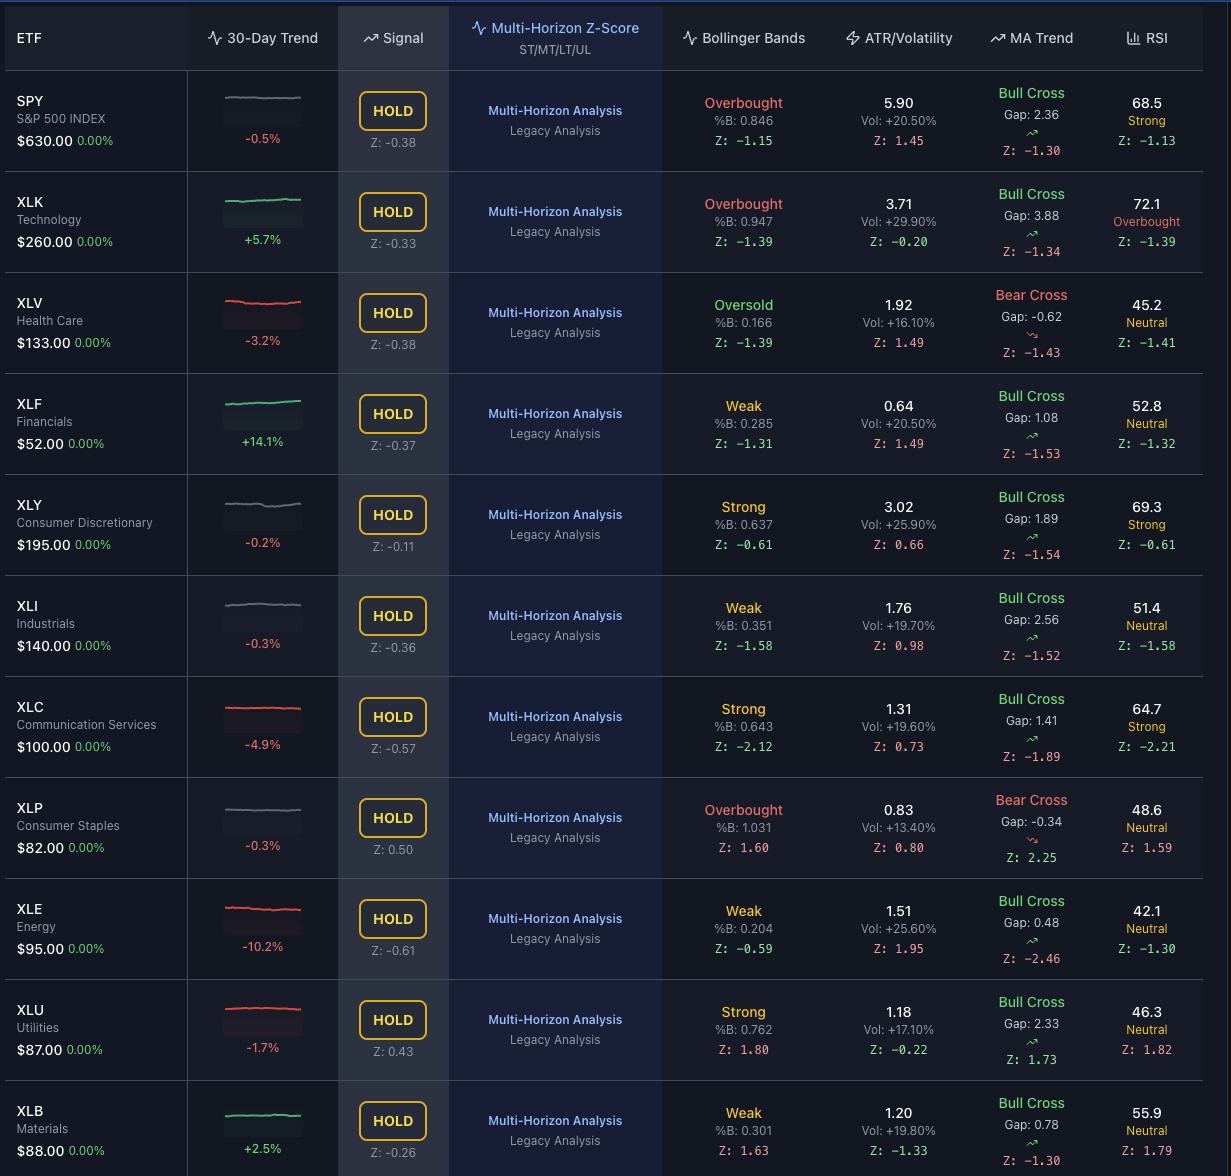 ETF
30-Day Trend
Signal
Multi-Horizon Z-Score
ST/MT/LT/UL
Bollinger Bands
ATR/Volatility
MA Trend
RSI
SPY
S&P 500 INDEX
$630.00 0.00%
-0.5%
HOLD
Z: -0.38
Multi-Horizon Analysis
Legacy Analysis
Overbought
%B: 0.846
Z: -1.15
5.90
Vol: +20.50%
Z: 1.45
Bull Cross
Gap: 2.36
Z: -1.30
68.5
Strong
Z: -1.13
XLK
Technology
$260.00 0.00%
+5.7%
HOLD
Z: -0.33
Multi-Horizon Analysis
Legacy Analysis
Overbought
%B: 0.947
Z: -1.39
3.71
Vol: +29.90%
Z: -0.20
Bull Cross
Gap: 3.88
Z: -1.34
72.1
Overbought
Z: -1.39
XLV
Health Care
$133.00 0.00%
-3.2%
HOLD
Z: -0.38
Multi-Horizon Analysis
Legacy Analysis
Oversold
%B: 0.166
Z: -1.39
1.92
Vol: +16.10%
Z: 1.49
Bear Cross
Gap: -0.62
Z: -1.43
45.2
Neutral
Z: -1.41
XLF
Financials
$52.00 0.00%
+14.1%
HOLD
Z: -0.37
Multi-Horizon Analysis
Legacy Analysis
Weak
%B: 0.285
Z: -1.31
0.64
Vol: +20.50%
Z: 1.49
Bull Cross
Gap: 1.08
Z: -1.53
52.8
Neutral
Z: -1.32
XLY
Consumer Discretionary
$195.00 0.00%
-0.2%
HOLD
Z: -0.11
Multi-Horizon Analysis
Legacy Analysis
Strong
%B: 0.637
Z: -0.61
3.02
Vol: +25.90%
Z: 0.66
Bull Cross
Gap: 1.89
Z: -1.54
69.3
Strong
Z: -0.61
XLI
Industrials
$140.00 0.00%
-0.3%
HOLD
Z: -0.36
Multi-Horizon Analysis
Legacy Analysis
Weak
%B: 0.351
Z: -1.58
1.76
Vol: +19.70%
Z: 0.98
Bull Cross
Gap: 2.56
Z: -1.52
51.4
Neutral
Z: -1.58
XLC
Communication Services
$100.00 0.00%
-4.9%
HOLD
Z: -0.57
Multi-Horizon Analysis
Legacy Analysis
Strong
%B: 0.643
Z: -2.12
1.31
Vol: +19.60%
Z: 0.73
Bull Cross
Gap: 1.41
Z: -1.89
64.7
Strong
Z: -2.21
XLP
Consumer Staples
$82.00 0.00%
-0.3%
HOLD
Z: 0.50
Multi-Horizon Analysis
Legacy Analysis
Overbought
%B: 1.031
Z: 1.60
0.83
Vol: +13.40%
Z: 0.80
Bear Cross
Gap: -0.34
Z: 2.25
48.6
Neutral
Z: 1.59
XLE
Energy
$95.00 0.00%
-10.2%
HOLD
Z: -0.61
Multi-Horizon Analysis
Legacy Analysis
Weak
%B: 0.204
Z: -0.59
1.51
Vol: +25.60%
Z: 1.95
Bull Cross
Gap: 0.48
Z: -2.46
42.1
Neutral
Z: -1.30
XLU
Utilities
$87.00 0.00%
-1.7%
HOLD
Z: 0.43
Multi-Horizon Analysis
Legacy Analysis
Strong
%B: 0.762
Z: 1.80
1.18
Vol: +17.10%
Z: -0.22
Bull Cross
Gap: 2.33
Z: 1.73
46.3
Neutral
Z: 1.82
XLB
Materials
$88.00 0.00%
+2.5%
HOLD
Z: -0.26
Multi-Horizon Analysis
Legacy Analysis
Weak
%B: 0.301
Z: 1.63
1.20
Vol: +19.80%
Z: -1.33
Bull Cross
Gap: 0.78
Z: -1.30
55.9
Neutral
Z: 1.79